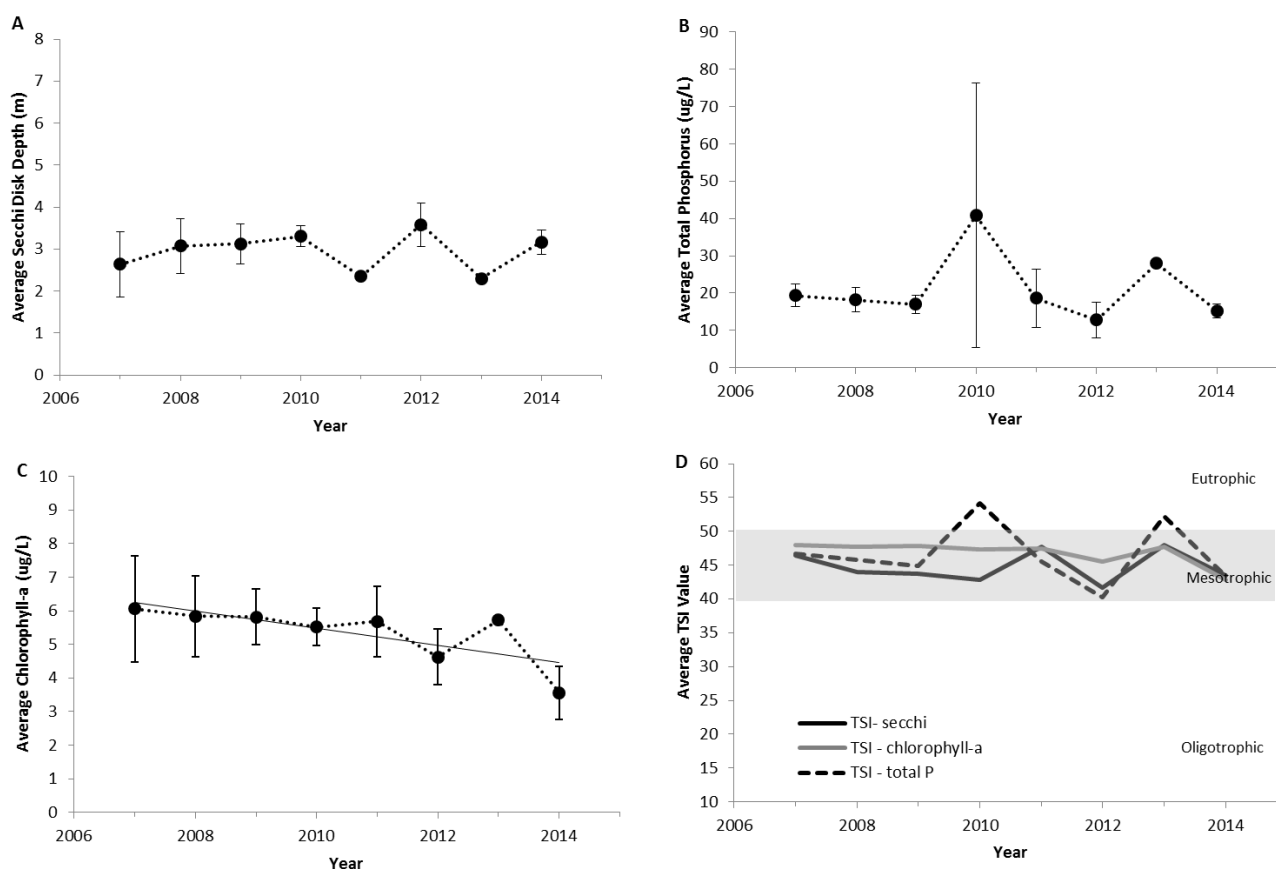 A
Average Secchi Disk Depth (m)
8
7
6
5
4
3
2
1
0
2006 2008 2010 2012 2014
Year
B
Average Total Phosphorus (ug/L)
90
80
70
60
50
40
30
20
10
0
2006 2008 2010 2012 2014
Year
C
Average Chlorophyll-a (ug/L)
10
9
8
7
6
5
4
3
2
1
0
2006 2008 2010 2012 2014
Year
D
Average TSI Value
60
55
50
45
40
35
30
25
20
15
10
Eutrophic
Mesotrophic
Oligotrophic
TSI- secchi
TSI - chlorophyll-a
TSI - total P
2006 2008 2010 2012 2014
Year